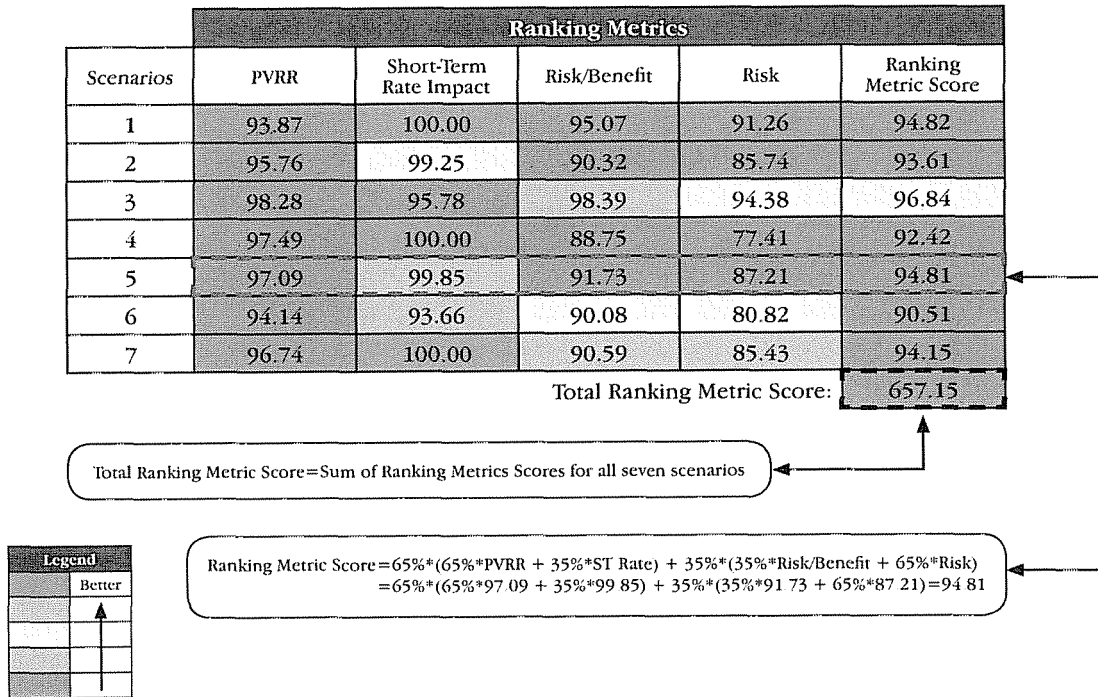 Ranking Metrics
Scenarios PVRR Short-Term Rate Impact Risk/Benefit Risk Ranking Metric Score
1 93.87 100.00 95.07 91.26 94.82
2 95.76 99.25 90.32 85.74 93.61
3 98.28 95.78 98.39 94.38 96.84
4 97.49 100.00 88.75 77.41 92.42
5 97.09 99.85 91.73 87.21 94.81
6 94.14 93.66 90.08 80.82 90.51
7 96.74 100.00 90.59 85.43 94.15
Total Ranking Metric Score: 657.15
Total Ranking Metric Score=Sum of Ranking Metrics Scores for all seven scenarios
Legend
Better
Ranking Metric Score=65%*(65%*PVRR + 35%*ST Rate) + 35%*(35%*Risk/Benefit + 65%*Risk)
=65%*(65%*97 09 + 35%*99 85) + 35%*(35%*91 73 + 65%*87 21)=94 81